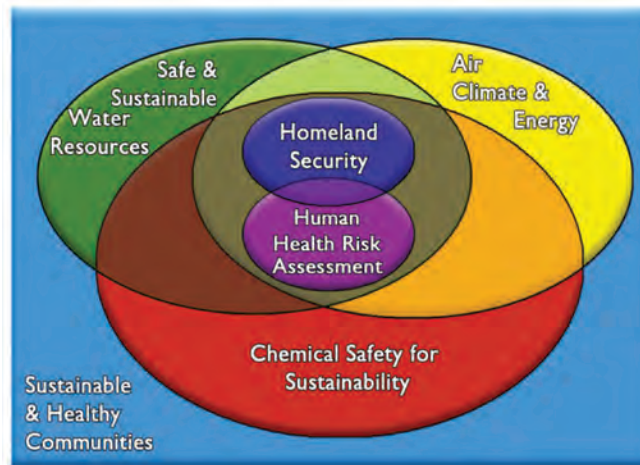 Safe &
Sustainable
Water
Resources
Air
Climate &
Energy
Homeland
Security
Human
Health Risk
Assessment
Chemical Safety for
Sustainability
Sustainable
& Healthy
Communities